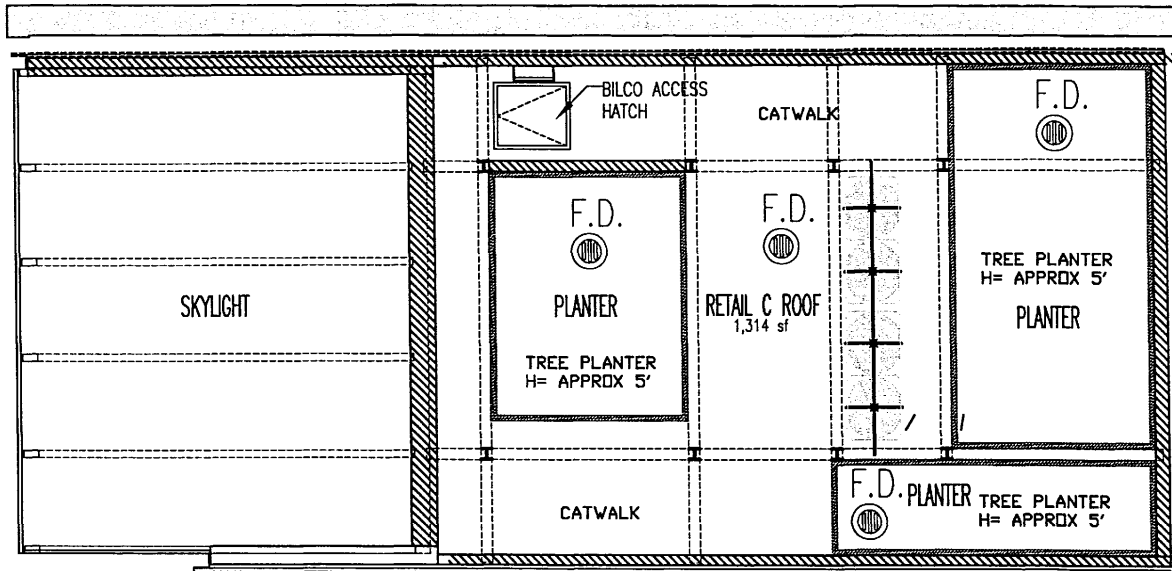 BILCO ACCESS
HATCH
CATWALK
F.D.
F.D.
F.D.
SKYLIGHT
PLANTER
TREE PLANTER
H= APPROX 5'
RETAIL C ROOF
1,314 sf
TREE PLANTER
H= APPROX 5'
PLANTER
CATWALK
F.D.
PLANTER
TREE PLANTER
H= APPROX 5'